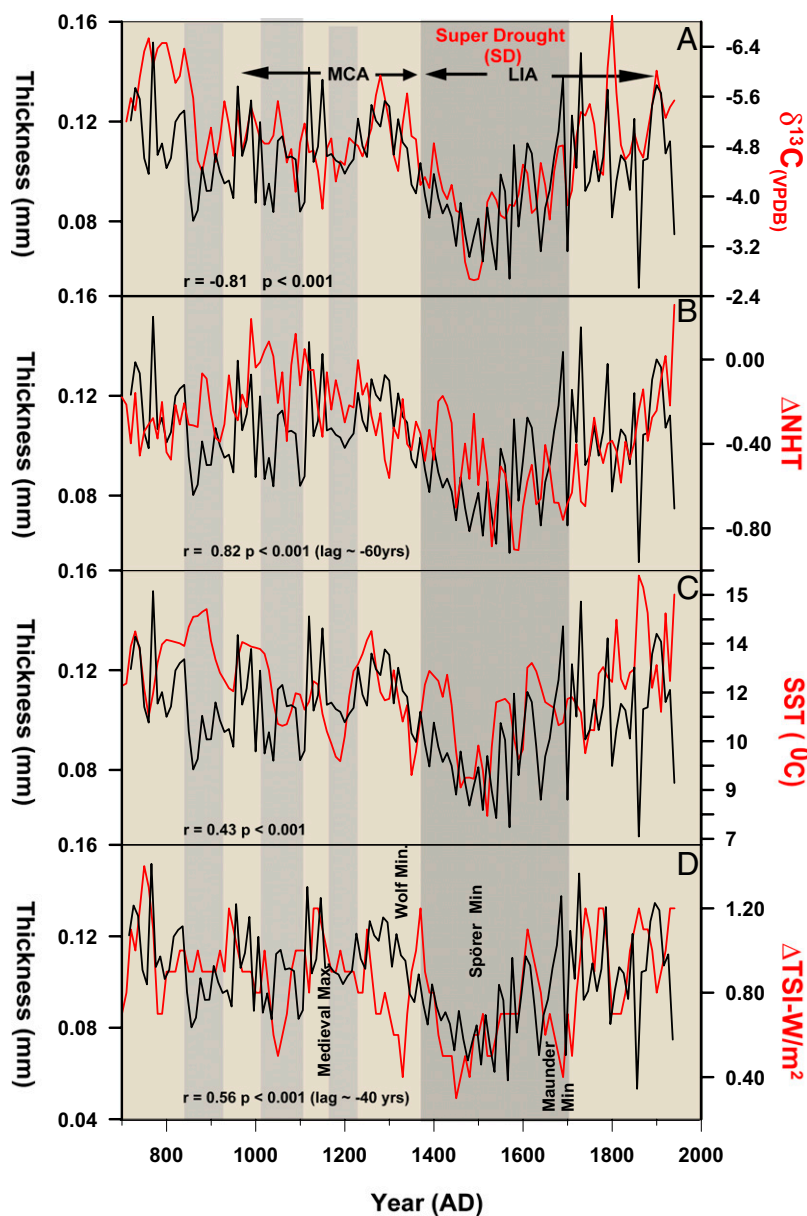 0.16
0.12
0.08
0.16
Thickness (mm)
Super Drought
(SD)
A
MCA
LIA
r = -0.81 p < 0.001
-6.4
-5.6
-4.8
-4.0
-3.2
-2.4
δ13C(VPDB)
0.12
0.08
0.16
Thickness (mm)
B
r = 0.82 p < 0.001 (lag ~ -60yrs)
0.00
-0.40
-0.80
ΔNHT
0.12
0.08
0.16
Thickness (mm)
C
r = 0.43 p < 0.001
15
14
12
10
9
7
SST ( 0C)
0.12
0.08
0.04
Thickness (mm)
D
Medieval Max.
Wolf Min.
Spörer Min
Maunder
Min
r = 0.56 p < 0.001 (lag ~ -40 yrs)
1.20
0.80
0.40
ΔTSI-W/m2
800
1000
1200
1400
1600
1800
2000
Year (AD)